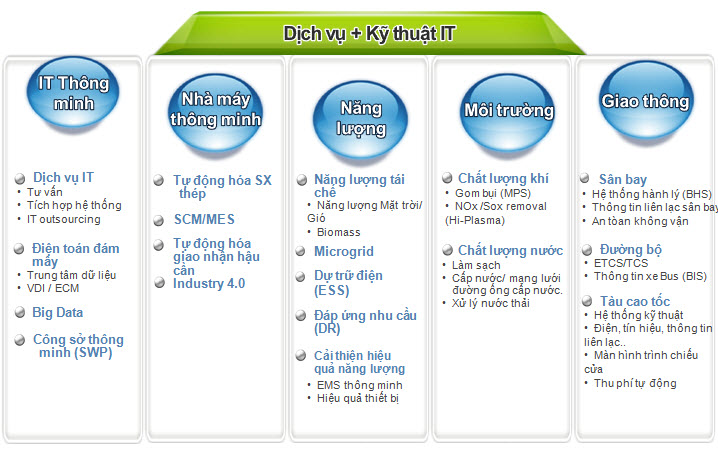 Dịch vụ + Kỹ thuật IT
IT Thông
minh
Dịch vụ IT
• Tư vấn
• Tích hợp hệ thống
• IT outsourcing
Điện toán đám
mấy
• Trung tâm dữ liệu
• VDI / ECM
Big Data
Công sở thông
minh (SWP)
Nhà máy
thông minh
Tự động hóa SX
thép
SCM/MES
Tự động hóa
giao nhận hậu
cần
Industry 4.0
Năng
lượng
Năng lượng tái
chế
• Năng lượng Mặt trời/
Gió
• Biomass
Microgrid
Dự trữ điện
(ESS)
Đáp ứng nhu cầu
(DR)
Cải thiện hiệu
quả năng lượng
• EMS thông minh
• Hiệu quả thiết bị
Môi trường
Chất lượng khí
• Gom bụi (MPS)
• NOx /Sox removal
(Hi-Plasma)
Chất lượng nước
• Làm sạch
• Cấp nước/ mạng lưới
đường ống cấp nước.
• Xử lý nước thải
Giao thông
Sân bay
• Hệ thống hành lý (BHS)
• Thông tin liên lạc sân bay
• An tòan không vận
Đường bộ
• ETCS/TCS
• Thông tin xe Bus (BIS)
Tàu cao tốc
• Hệ thống kỹ thuật
• Điện, tín hiệu, thông tin
liên lạc..
• Màn hình trình chiếu
cửa
• Thu phí tự động